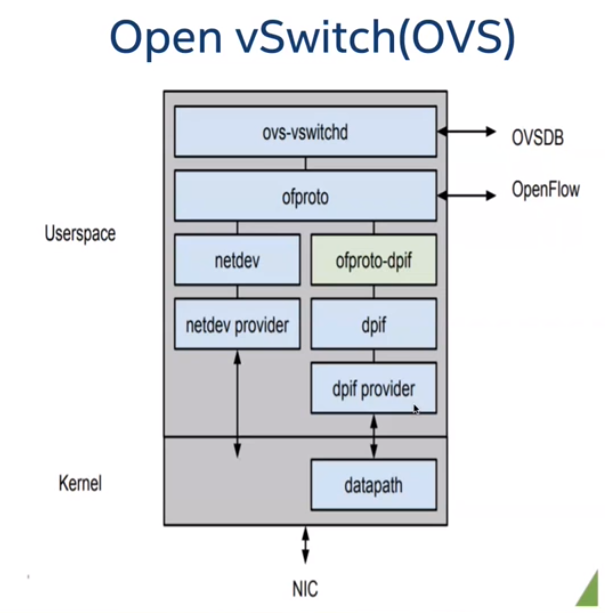 Open vSwitch(OVS)
ovs-vswitchd
OVSDB
ofproto
OpenFlow
Userspace
netdev
ofproto-dpif
netdev provider
dpif
dpif provider
Kernel
datapath
NIC